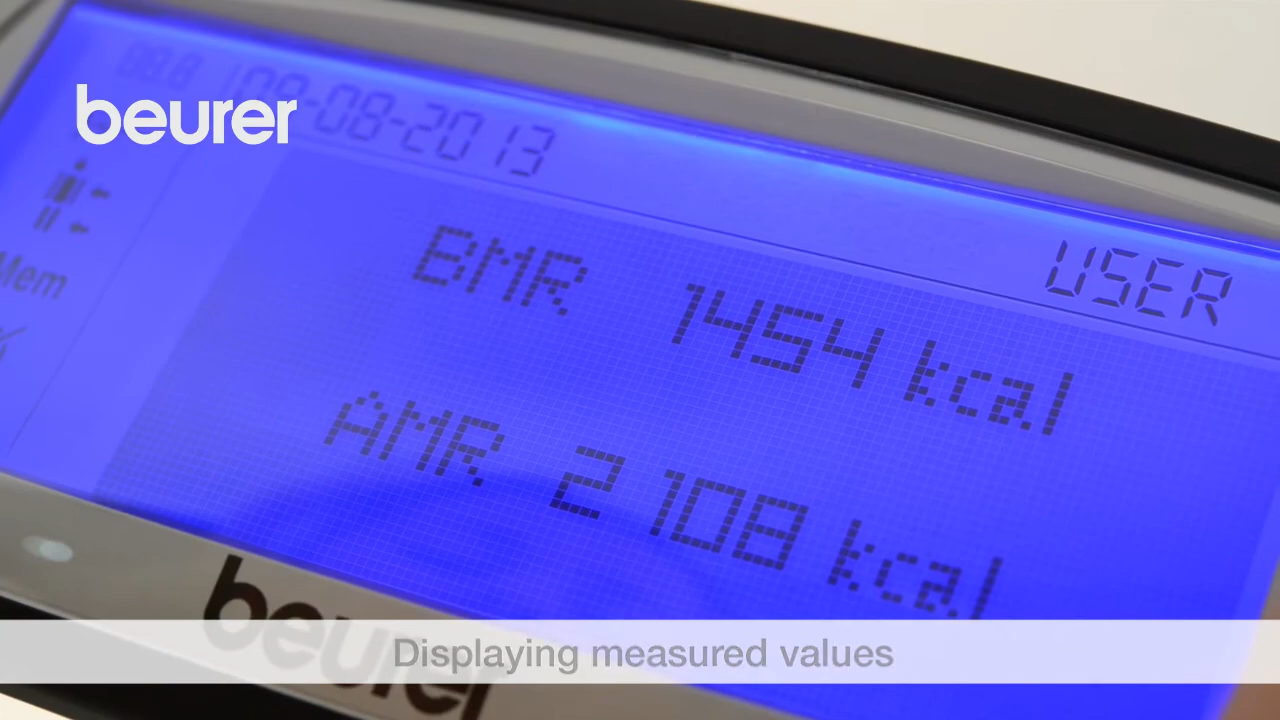 beurer
09-08-2013
USER
Mem
BMR 1454 kcal
AMR 2108 kcal
beurer
Displaying measured values